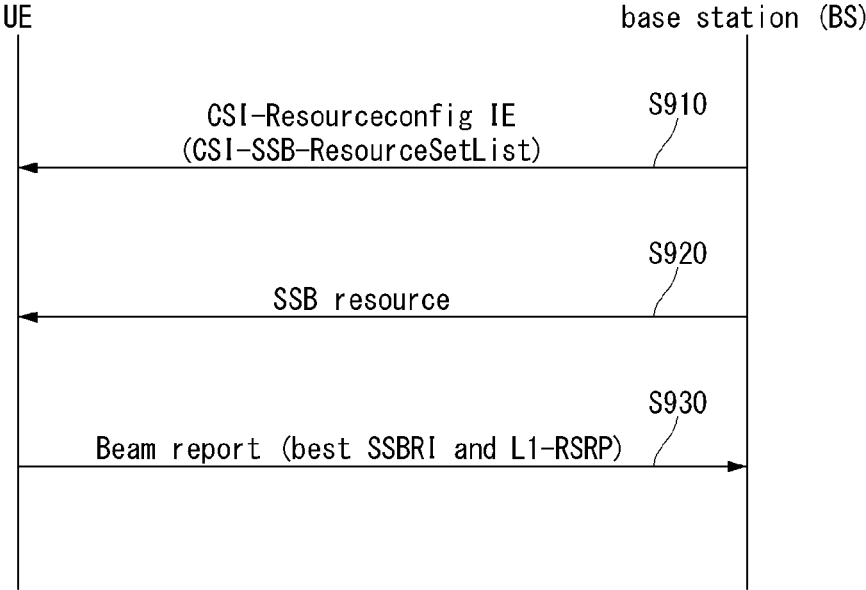 UE
base station (BS)
S910
CSI-Resourceconfig IE
(CSI-SSB-ResourceSetList)
S920
SSB resource
S930
Beam report (best SSBRI and L1-RSRP)